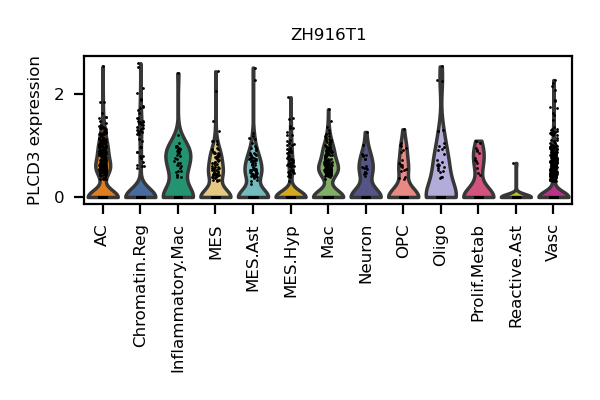 ZH916T1
PLCD3 expression
2
0
AC
Chromatin.Reg
Inflammatory.Mac
MES
MES.Ast
MES.Hyp
Mac
Neuron
OPC
Oligo
Prolif.Metab
Reactive.Ast
Vasc